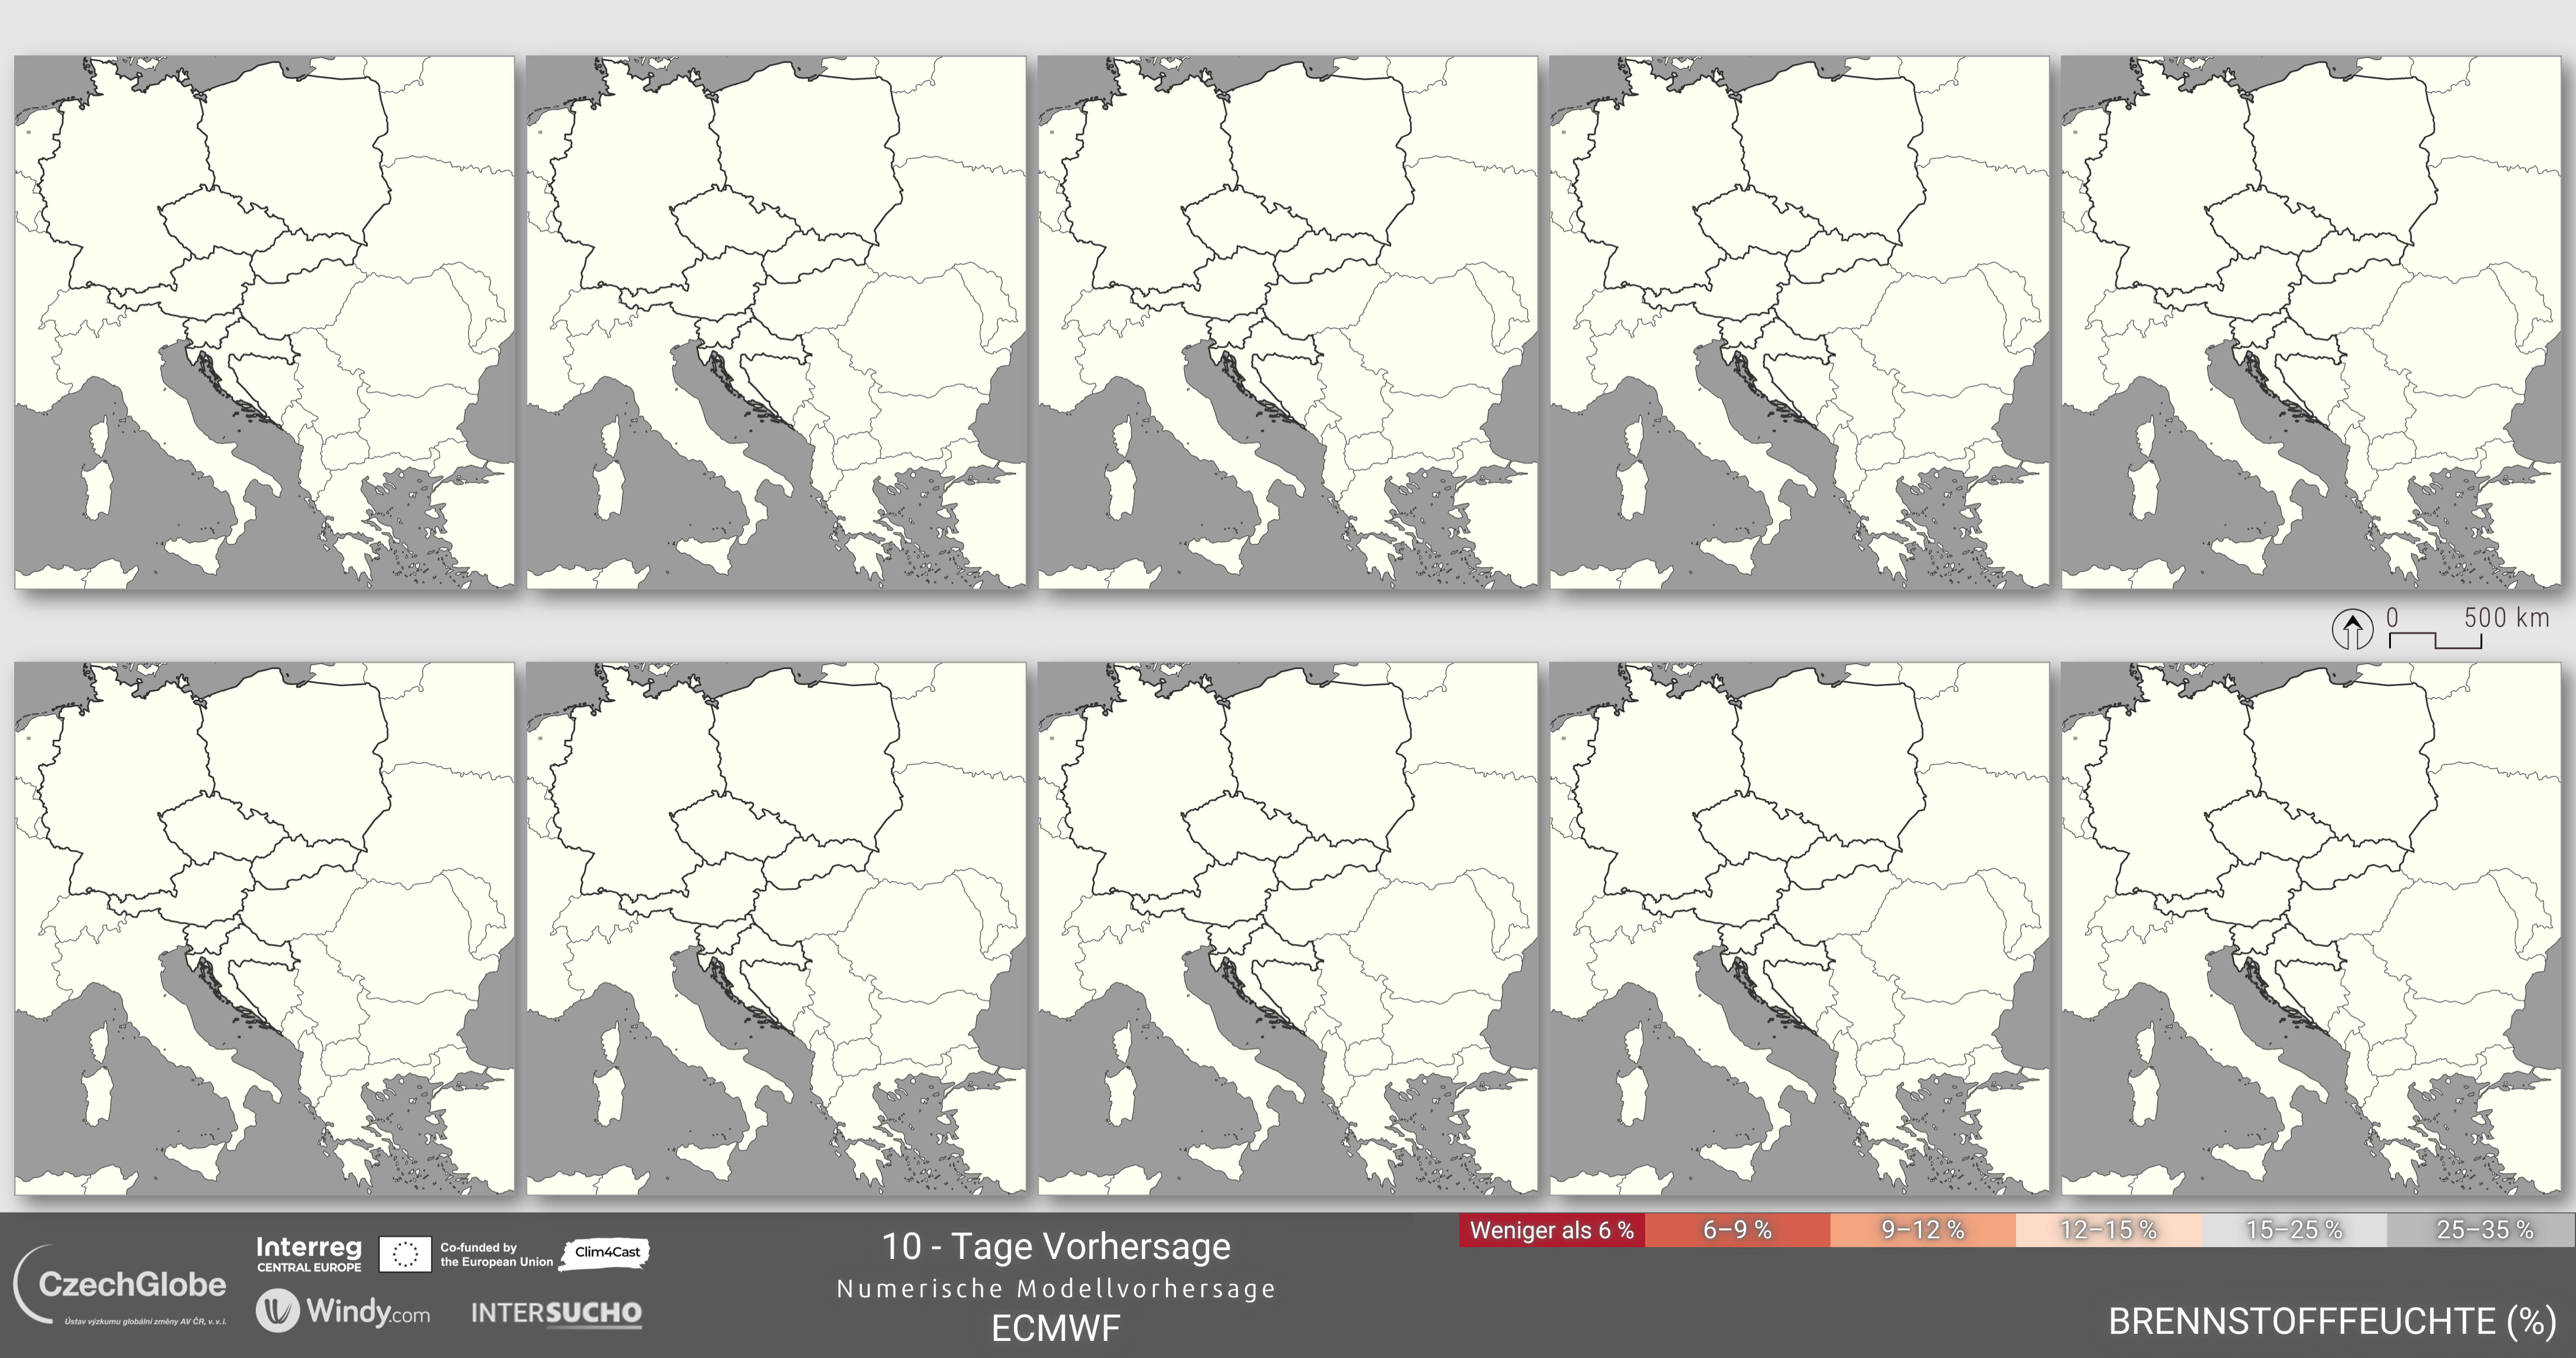 0 500 km
Weniger als 6 % 6–9 % 9–12 % 12–15 % 15–25 % 25–35 %
Interreg
CENTRAL EUROPE
Co-funded by
the European Union
Clim4Cast
CzechGlobe
Ústav výzkumu globální změny AV ČR, v. v. i.
Windy.com
INTERSUCHO
10 - Tage Vorhersage
Numerische Modellvorhersage
ECMWF
BRENNSTOFFFEUCHTE (%)